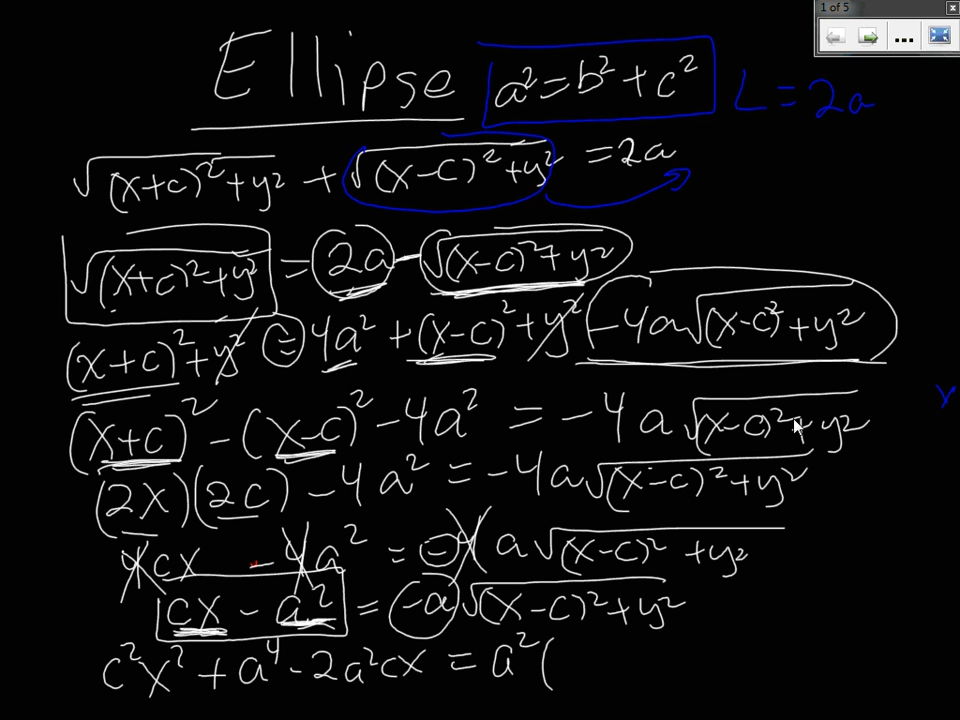 1 of 5
Ellipse a² = b² + c² L = 2a
√((x+c)²+y²) + √((x-c)²+y²) = 2a
√((x+c)²+y²) = 2a - √((x-c)²+y²)
(x+c)²+y² = 4a² + (x-c)² + y² - 4a√((x-c)²+y²)
(x+c)² - (x-c)² - 4a² = -4a√((x-c)²+y²)
(2x)(2c) - 4a² = -4a√((x-c)²+y²)
4cx - 4a² = -4a√((x-c)²+y²)
cx - a² = -a√((x-c)²+y²)
c²x² + a⁴ - 2a²cx = a²(